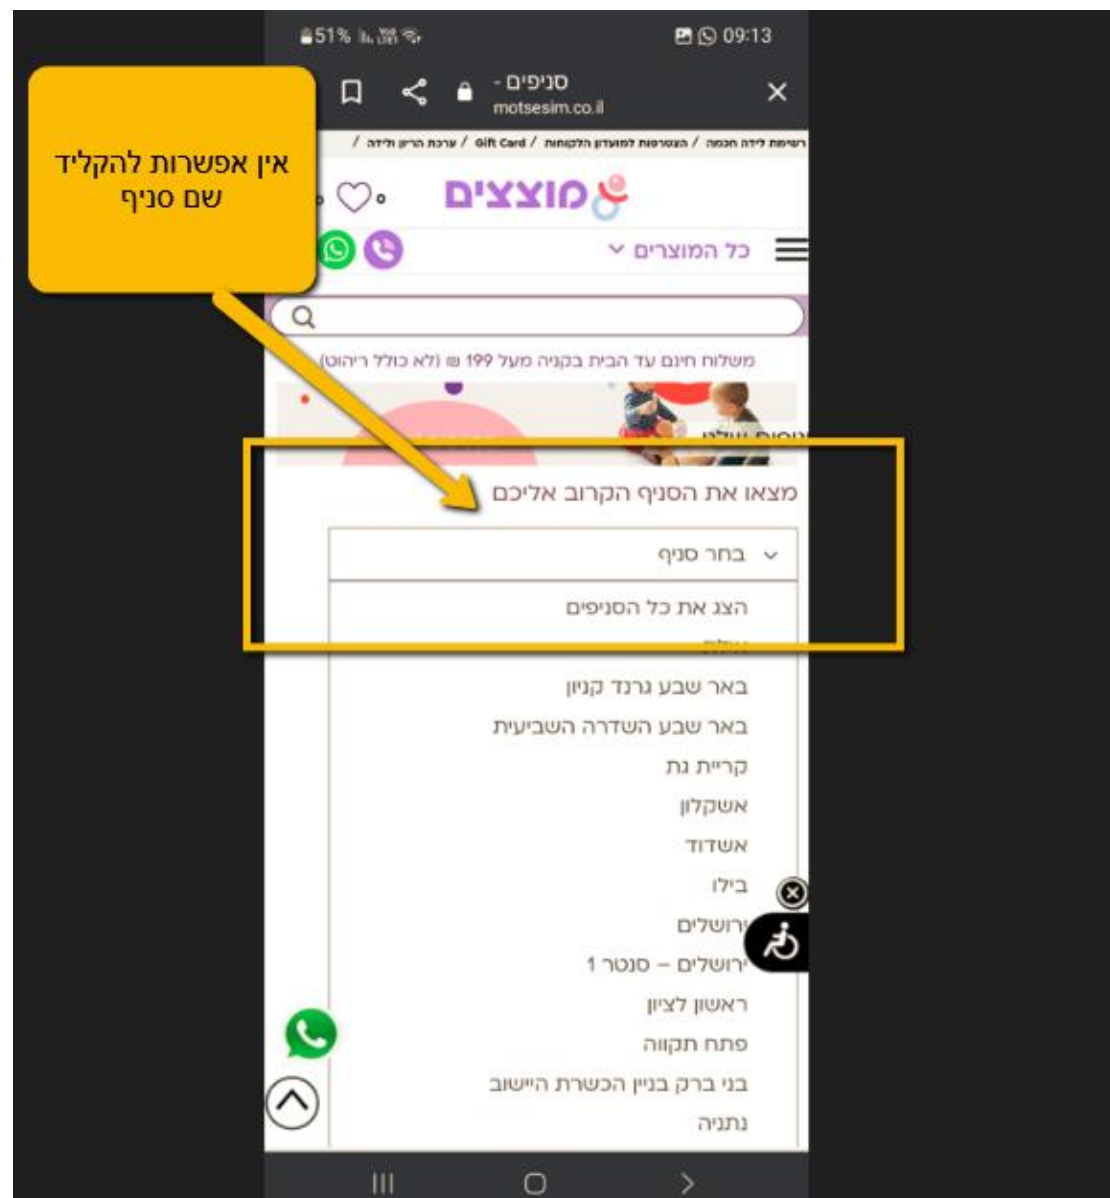 51%
09:13
סניפים -
motsesim.co.il
רשימת לידה חכמה / הצטרפות למועדון הלקוחות / Gift Card / ערכת הריון ולידה /
אין אפשרות להקליד
שם סניף
מוצצים
0
כל המוצרים
משלוח חינם עד הבית בקניה מעל 199 ₪ (לא כולל ריהוט)
מצאו את הסניף הקרוב אליכם
בחר סניף
הצג את כל הסניפים
באר שבע גרנד קניון
באר שבע השדרה השביעית
קריית גת
אשקלון
אשדוד
בילו
ירושלים
ירושלים – סנטר 1
ראשון לציון
פתח תקווה
בני ברק בניין הכשרת היישוב
נתניה